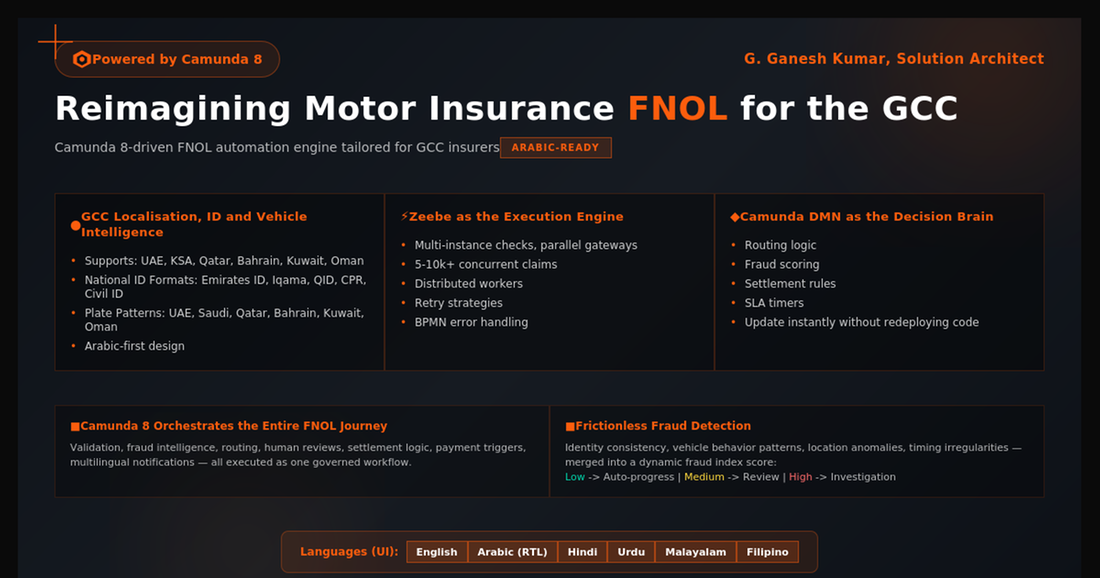 Powered by Camunda 8
G. Ganesh Kumar, Solution Architect
Reimagining Motor Insurance FNOL for the GCC
Camunda 8-driven FNOL automation engine tailored for GCC insurers
ARABIC-READY
GCC Localisation, ID and Vehicle
Intelligence
• Supports: UAE, KSA, Qatar, Bahrain, Kuwait, Oman
• National ID Formats: Emirates ID, Iqama, QID, CPR,
Civil ID
• Plate Patterns: UAE, Saudi, Qatar, Bahrain, Kuwait,
Oman
• Arabic-first design
⚡Zeebe as the Execution Engine
• Multi-instance checks, parallel gateways
• 5-10k+ concurrent claims
• Distributed workers
• Retry strategies
• BPMN error handling
◆Camunda DMN as the Decision Brain
• Routing logic
• Fraud scoring
• Settlement rules
• SLA timers
• Update instantly without redeploying code
■Camunda 8 Orchestrates the Entire FNOL Journey
Validation, fraud intelligence, routing, human reviews, settlement logic, payment triggers,
multilingual notifications — all executed as one governed workflow.
■Frictionless Fraud Detection
Identity consistency, vehicle behavior patterns, location anomalies, timing irregularities —
merged into a dynamic fraud index score:
Low -> Auto-progress | Medium -> Review | High -> Investigation
Languages (UI): English Arabic (RTL) Hindi Urdu Malayalam Filipino